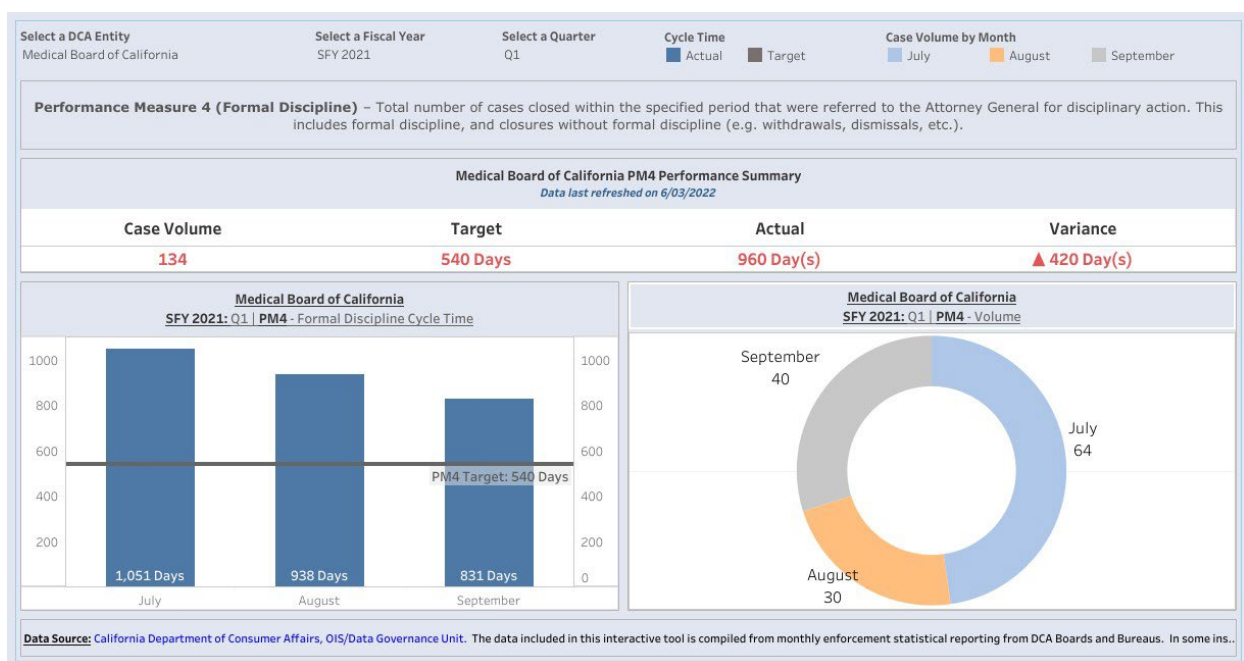 Select a DCA Entity
Medical Board of California
Select a Fiscal Year
SFY 2021
Select a Quarter
Q1
Cycle Time
Actual
Target
Case Volume by Month
July
August
September
Performance Measure 4 (Formal Discipline) – Total number of cases closed within the specified period that were referred to the Attorney General for disciplinary action. This
includes formal discipline, and closures without formal discipline (e.g. withdrawals, dismissals, etc.).
Medical Board of California PM4 Performance Summary
Data last refreshed on 6/03/2022
Case Volume Target Actual Variance
134 540 Days 960 Day(s) ▲ 420 Day(s)
Medical Board of California
SFY 2021: Q1 | PM4 - Formal Discipline Cycle Time
1000
800
600
400
200
1000
800
600
400
200
0
PM4 Target: 540 Days
1,051 Days
938 Days
831 Days
July
August
September
Medical Board of California
SFY 2021: Q1 | PM4 - Volume
September
40
July
64
August
30
Data Source: California Department of Consumer Affairs, OIS/Data Governance Unit. The data included in this interactive tool is compiled from monthly enforcement statistical reporting from DCA Boards and Bureaus. In some ins..